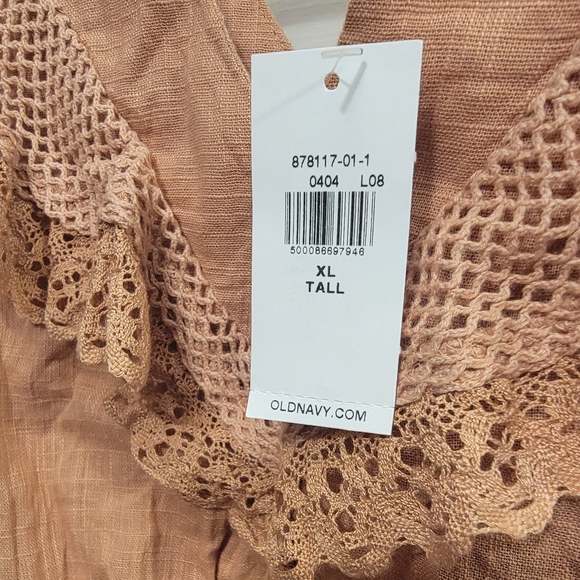 878117-01-1
0404 L08
500086697946
XL
TALL
OLDNAVY.COM